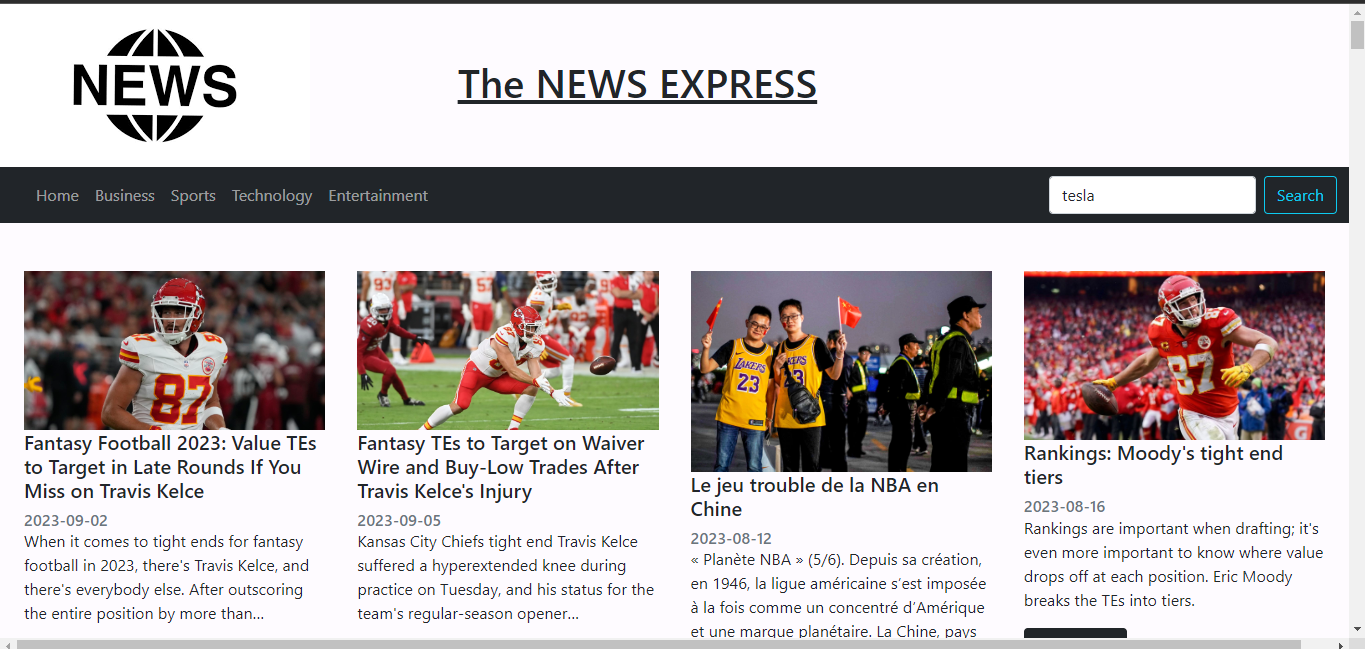 NEWS
The NEWS EXPRESS
Home
Business
Sports
Technology
Entertainment
tesla
Search
87
Fantasy Football 2023: Value TEs
to Target in Late Rounds If You
Miss on Travis Kelce
2023-09-02
When it comes to tight ends for fantasy
football in 2023, there's Travis Kelce, and
there's everybody else. After outscoring
the entire position by more than...
Fantasy TEs to Target on Waiver
Wire and Buy-Low Trades After
Travis Kelce's Injury
2023-09-05
Kansas City Chiefs tight end Travis Kelce
suffered a hyperextended knee during
practice on Tuesday, and his status for the
team's regular-season opener...
LAKERS
23
LAKERS
23
Le jeu trouble de la NBA en
Chine
2023-08-12
« Planète NBA » (5/6). Depuis sa création,
en 1946, la ligue américaine s’est imposée
à la fois comme un concentré d’Amérique
et une marque planétaire. La Chine, pays
87
Rankings: Moody's tight end
tiers
2023-08-16
Rankings are important when drafting; it's
even more important to know where value
drops off at each position. Eric Moody
breaks the TEs into tiers.